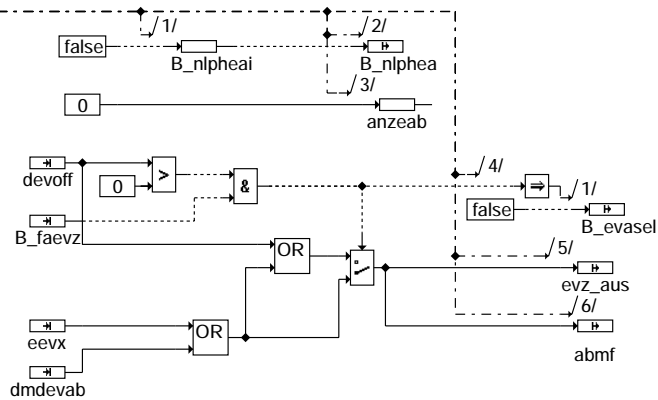 1/
2/
false
B_nlpheai
B_nlphea
3/
0
anzeab
4/
devoff
0
>
&
⇒
1/
false
B_faevz
B_evasel
OR
5/
evz_aus
6/
eevx
OR
abmf
dmdevab